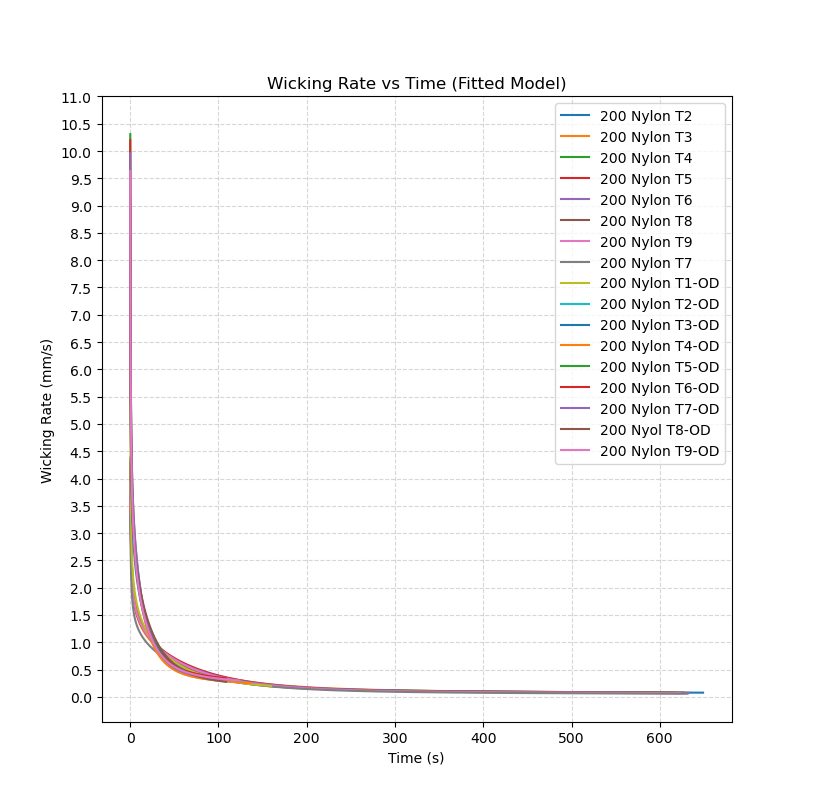 Wicking Rate vs Time (Fitted Model)
11.0
10.5
10.0
9.5
9.0
8.5
8.0
7.5
7.0
6.5
6.0
5.5
5.0
4.5
4.0
3.5
3.0
2.5
2.0
1.5
1.0
0.5
0.0
Wicking Rate (mm/s)
200 Nylon T2
200 Nylon T3
200 Nylon T4
200 Nylon T5
200 Nylon T6
200 Nylon T8
200 Nylon T9
200 Nylon T7
200 Nylon T1-OD
200 Nylon T2-OD
200 Nylon T3-OD
200 Nylon T4-OD
200 Nylon T5-OD
200 Nylon T6-OD
200 Nylon T7-OD
200 Nyol T8-OD
200 Nylon T9-OD
0 100 200 300 400 500 600
Time (s)